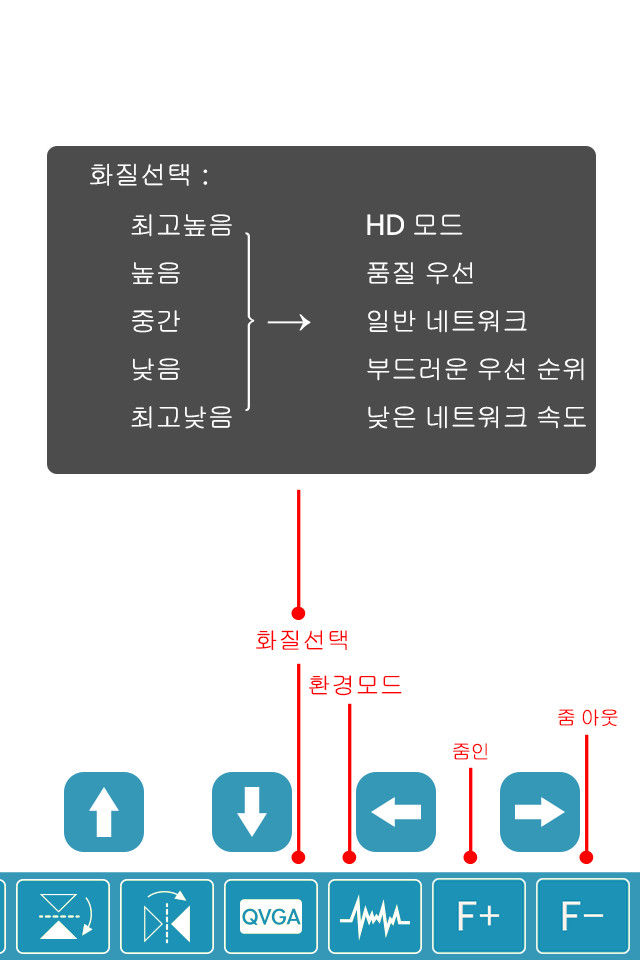 화질선택 :
최고높음 HD 모드
높음 품질 우선
중간 → 일반 네트워크
낮음 부드러운 우선 순위
최고낮음 낮은 네트워크 속도
화질선택
환경모드
줌 아웃
줌인
QVGA F+ F−